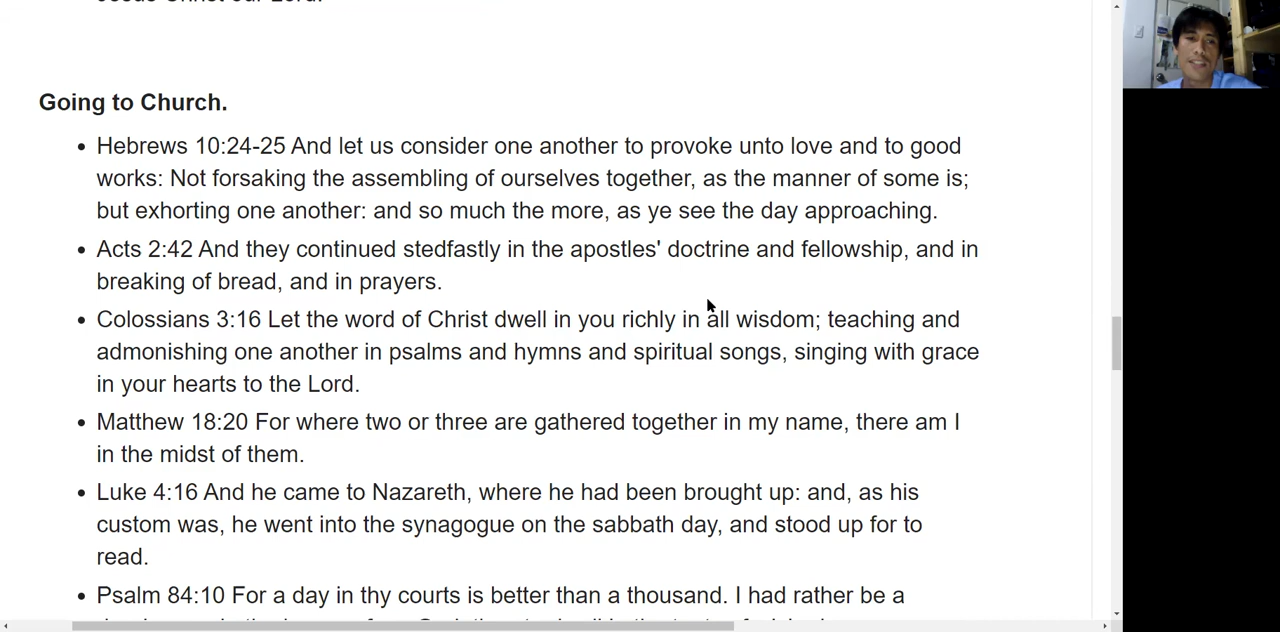 Going to Church.
• Hebrews 10:24-25 And let us consider one another to provoke unto love and to good
works: Not forsaking the assembling of ourselves together, as the manner of some is;
but exhorting one another: and so much the more, as ye see the day approaching.
• Acts 2:42 And they continued stedfastly in the apostles' doctrine and fellowship, and in
breaking of bread, and in prayers.
• Colossians 3:16 Let the word of Christ dwell in you richly in all wisdom; teaching and
admonishing one another in psalms and hymns and spiritual songs, singing with grace
in your hearts to the Lord.
• Matthew 18:20 For where two or three are gathered together in my name, there am I
in the midst of them.
• Luke 4:16 And he came to Nazareth, where he had been brought up: and, as his
custom was, he went into the synagogue on the sabbath day, and stood up for to
read.
• Psalm 84:10 For a day in thy courts is better than a thousand. I had rather be a